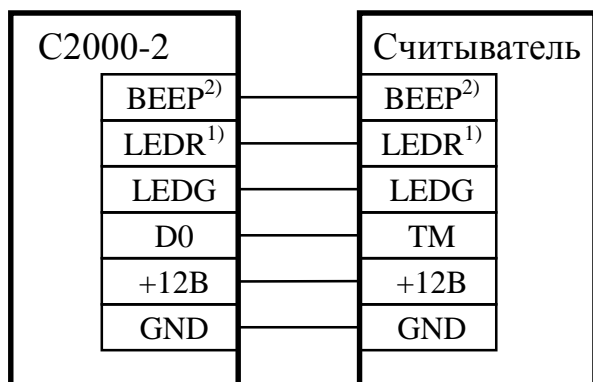 С2000-2 Считыватель
BEEP2) BEEP2)
LEDR1) LEDR1)
LEDG LEDG
D0 TM
+12В +12В
GND GND